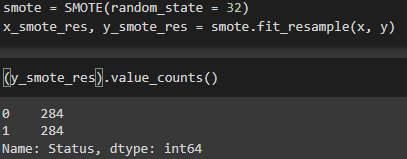 smote = SMOTE(random_state = 32)
x_smote_res, y_smote_res = smote.fit_resample(x, y)
(y_smote_res).value_counts()
0    284
1    284
Name: Status, dtype: int64